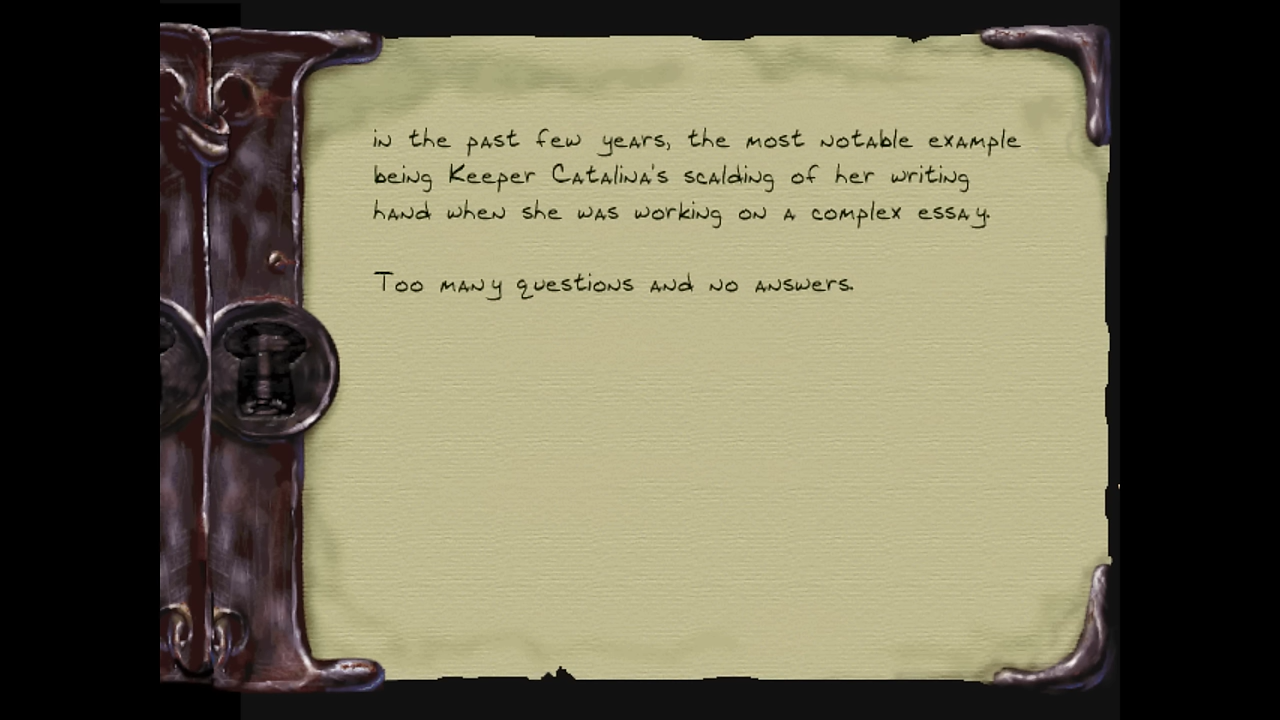 in the past few years, the most notable example
being Keeper Catalina's scalding of her writing
hand when she was working on a complex essay.
Too many questions and no answers.